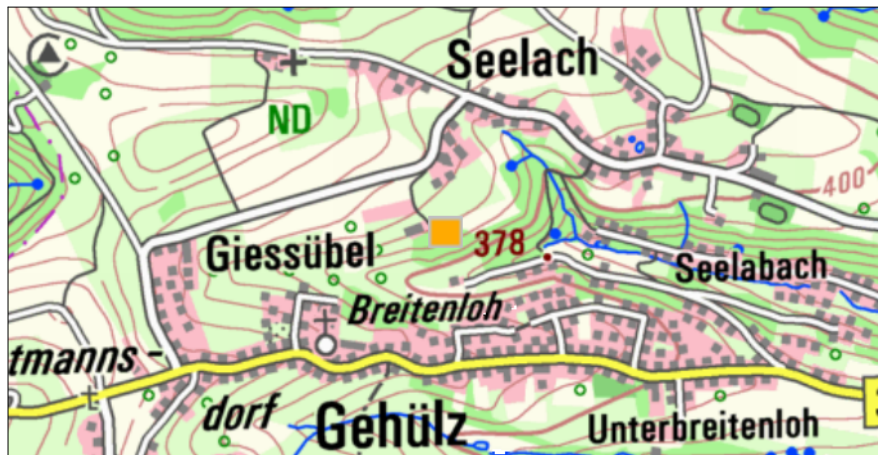 Seelach
ND
400
Giessübel
378
Seelabach
Breitenloh
tmanns-
dorf
Gehülz
Unterbreitenloh